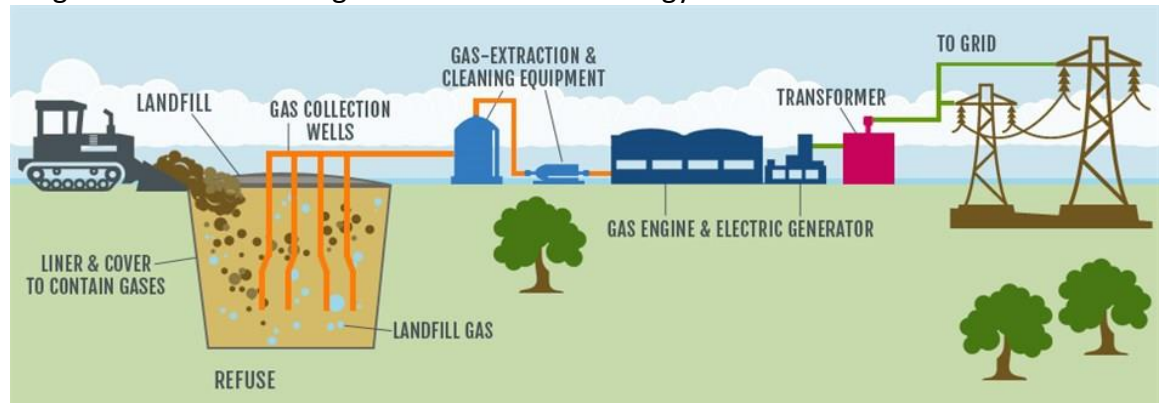 LANDFILL
GAS COLLECTION
WELLS
GAS-EXTRACTION &
CLEANING EQUIPMENT
TRANSFORMER
TO GRID
GAS ENGINE & ELECTRIC GENERATOR
LINER & COVER
TO CONTAIN GASES
LANDFILL GAS
REFUSE